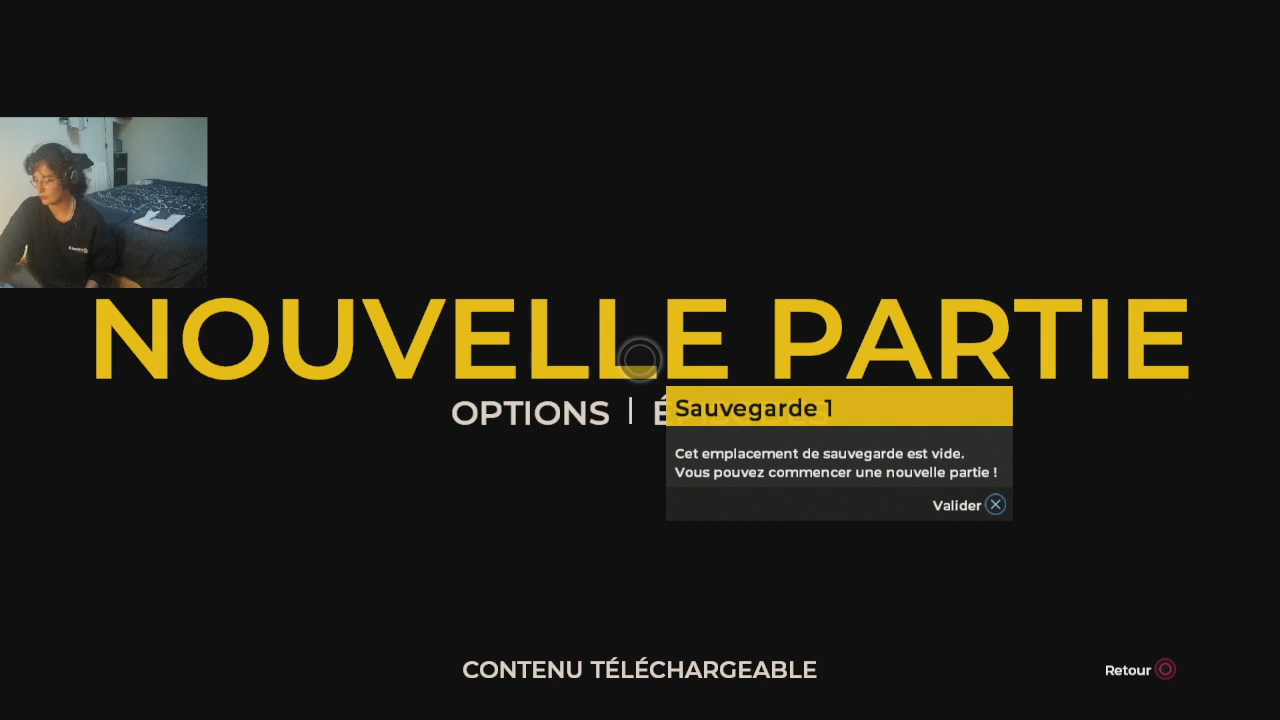 NOUVELLE PARTIE
OPTIONS | ÉPISODES
Sauvegarde 1
Cet emplacement de sauvegarde est vide.
Vous pouvez commencer une nouvelle partie !
Valider
CONTENU TÉLÉCHARGEABLE
Retour